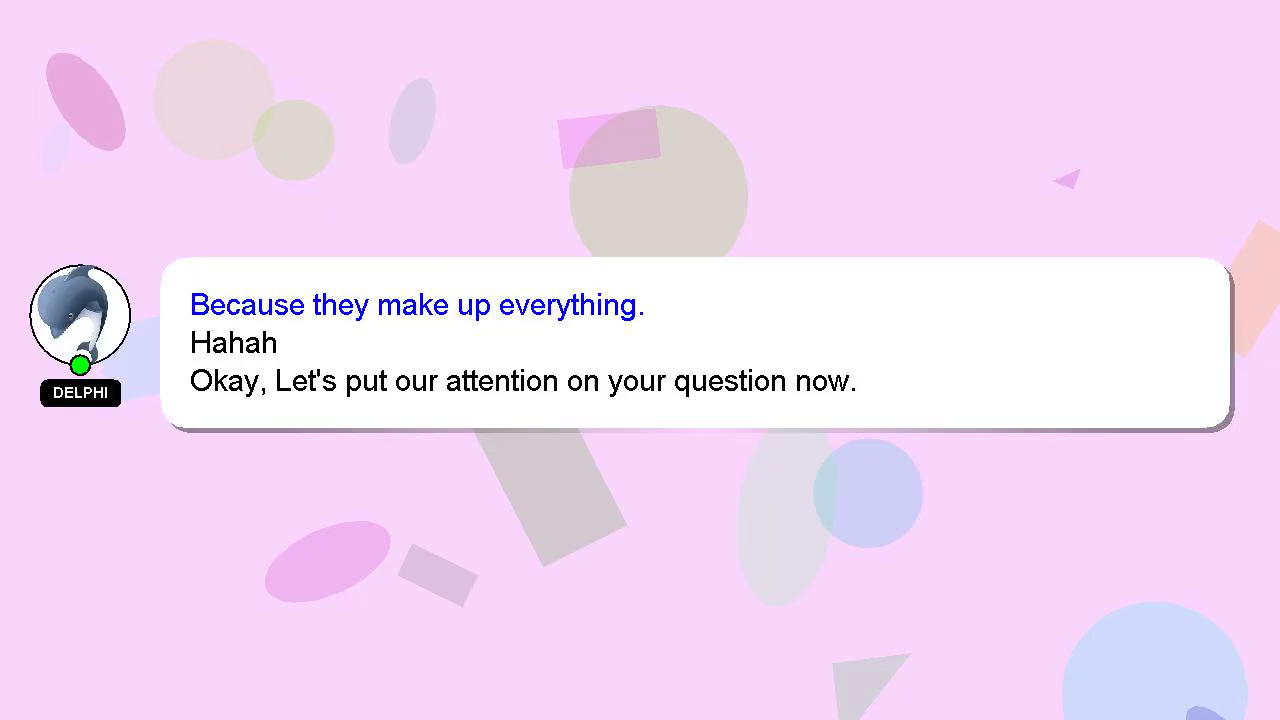 Because they make up everything.
Hahah
Okay, Let's put our attention on your question now.
DELPHI